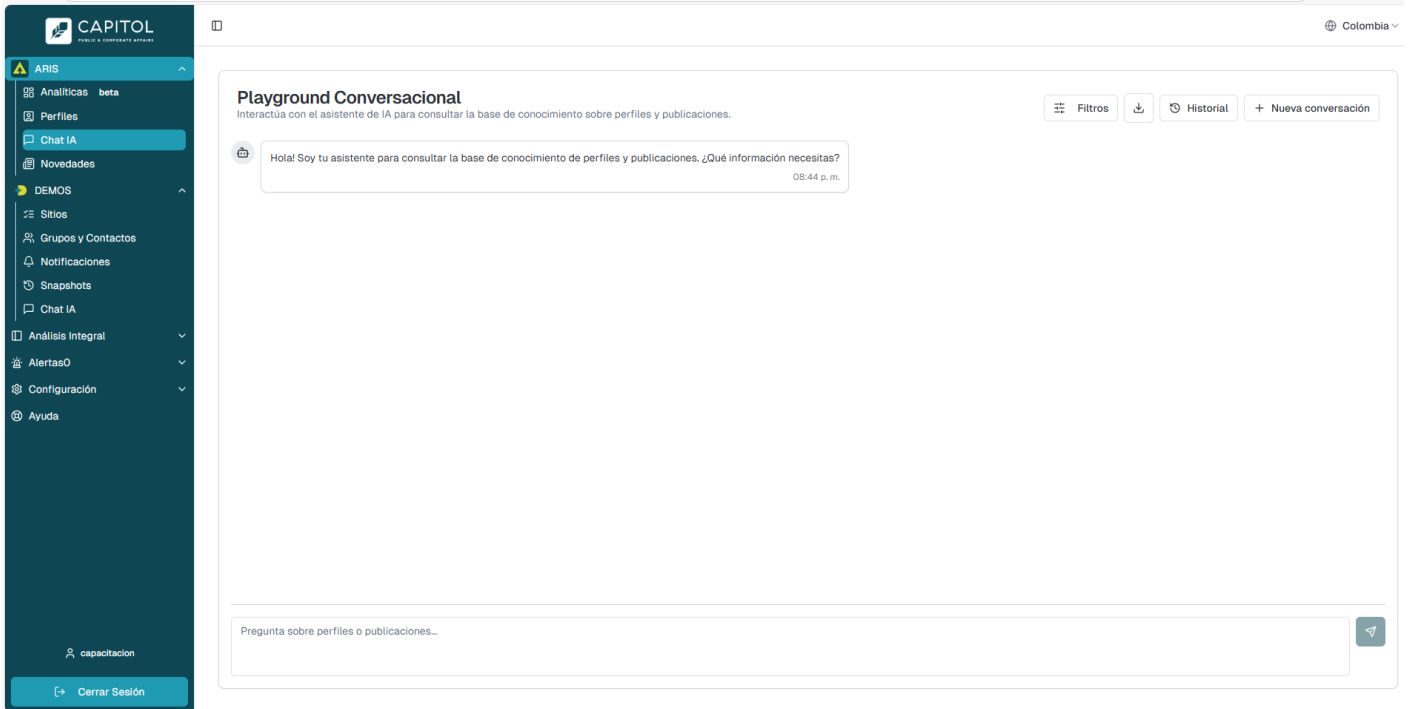 CAPITOL
PUBLIC & CORPORATE AFFAIRS
Colombia
ARIS
Analíticas beta
Perfiles
Chat IA
Novedades
DEMOS
Sitios
Grupos y Contactos
Notificaciones
Snapshots
Chat IA
Análisis Integral
Alertas0
Configuración
Ayuda
capacitacion
Cerrar Sesión
Playground Conversacional
Interactúa con el asistente de IA para consultar la base de conocimiento sobre perfiles y publicaciones.
Filtros
Historial
+ Nueva conversación
Hola! Soy tu asistente para consultar la base de conocimiento de perfiles y publicaciones. ¿Qué información necesitas?
08:44 p. m.
Pregunta sobre perfiles o publicaciones...